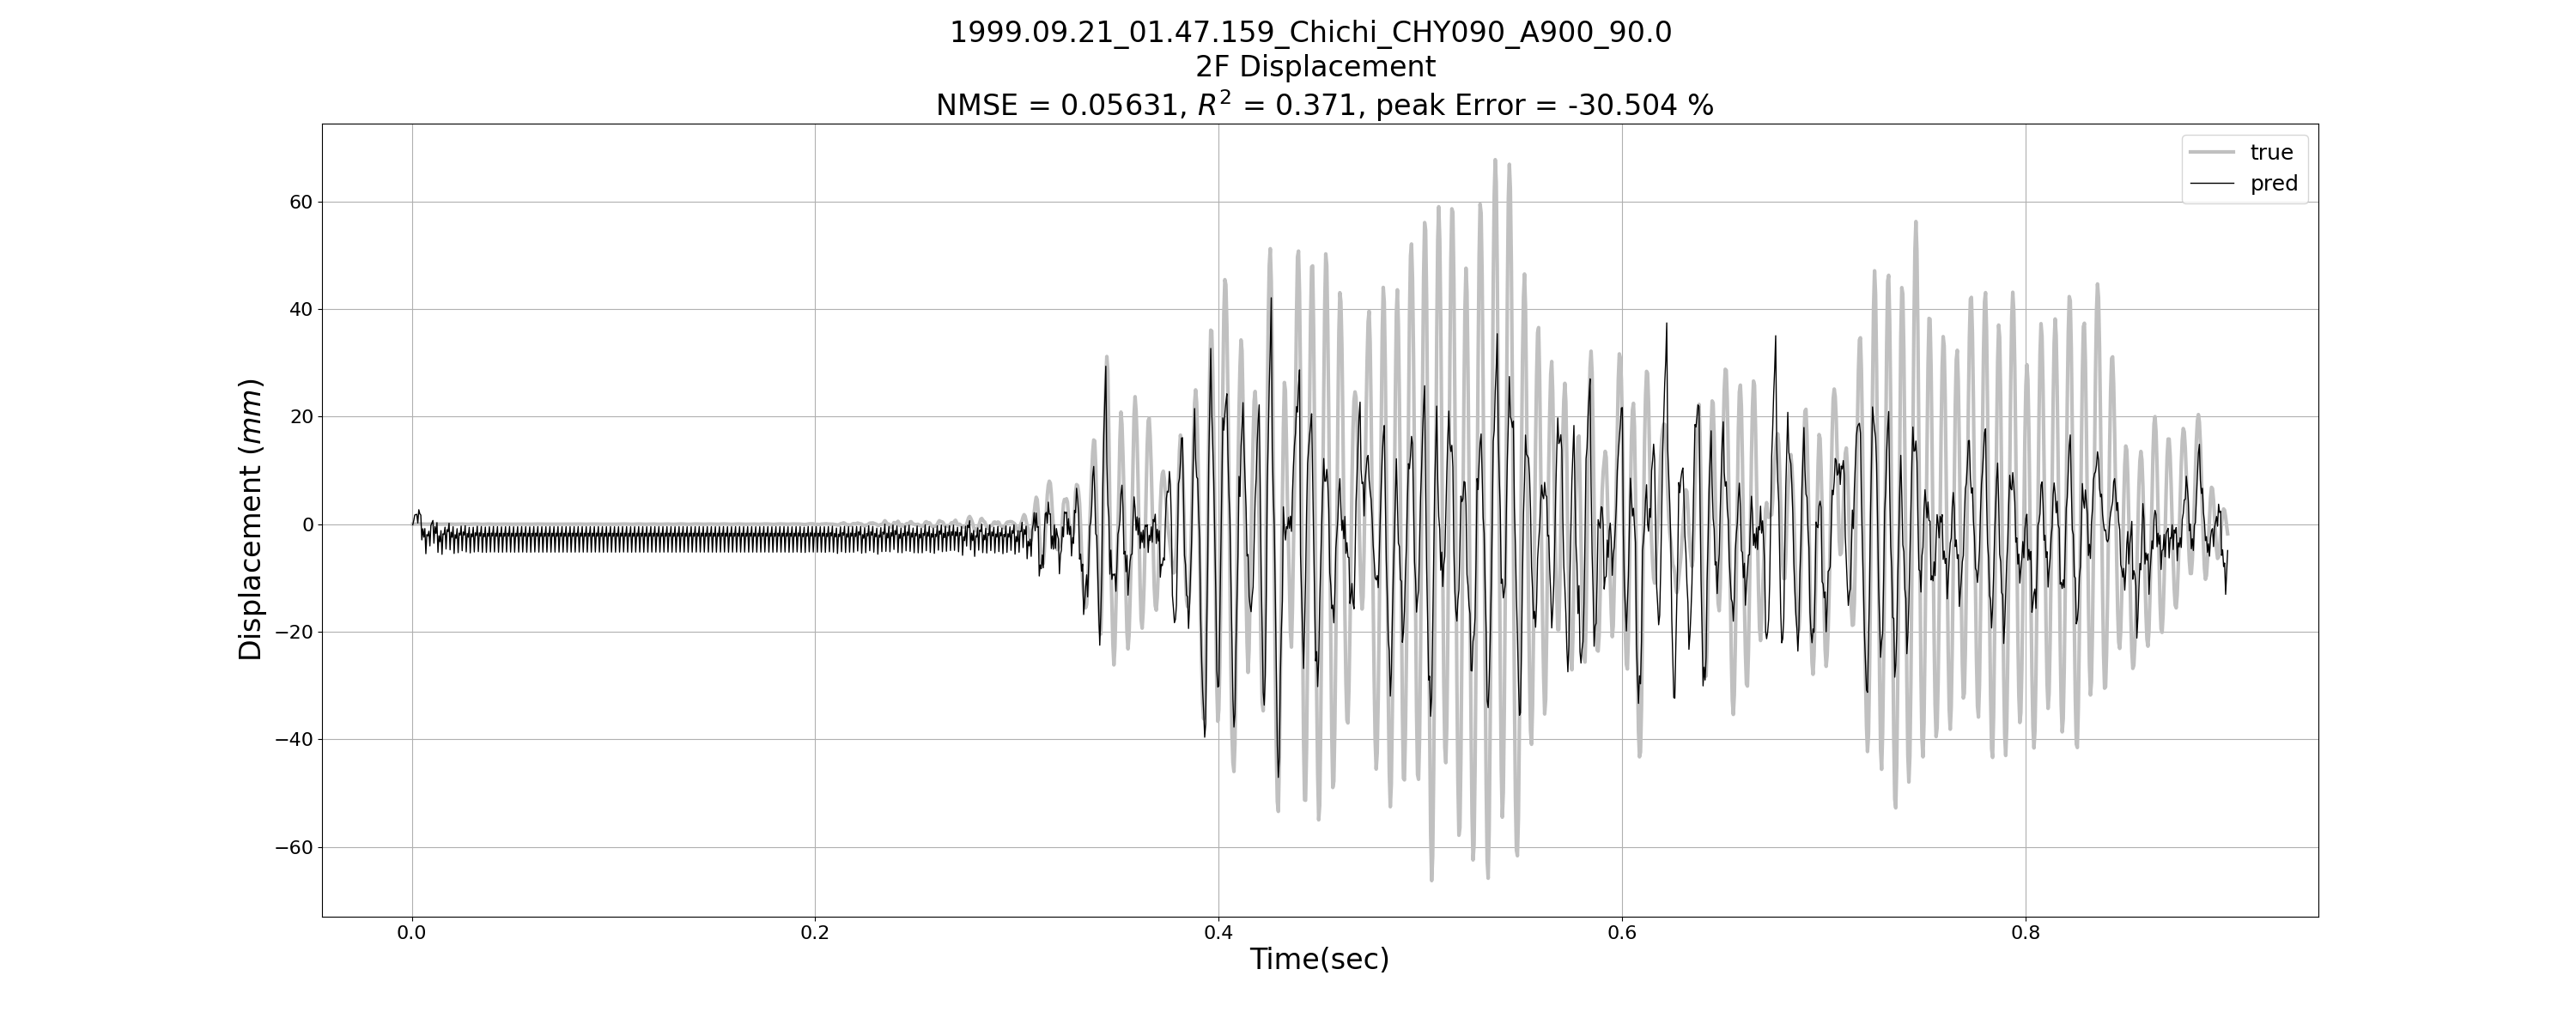 1999.09.21_01.47.159_Chichi_CHY090_A900_90.0
2F Displacement
NMSE = 0.05631, R² = 0.371, peak Error = -30.504 %
true
pred
Displacement (mm)
60
40
20
0
−20
−40
−60
0.0
0.2
0.4
0.6
0.8
Time(sec)